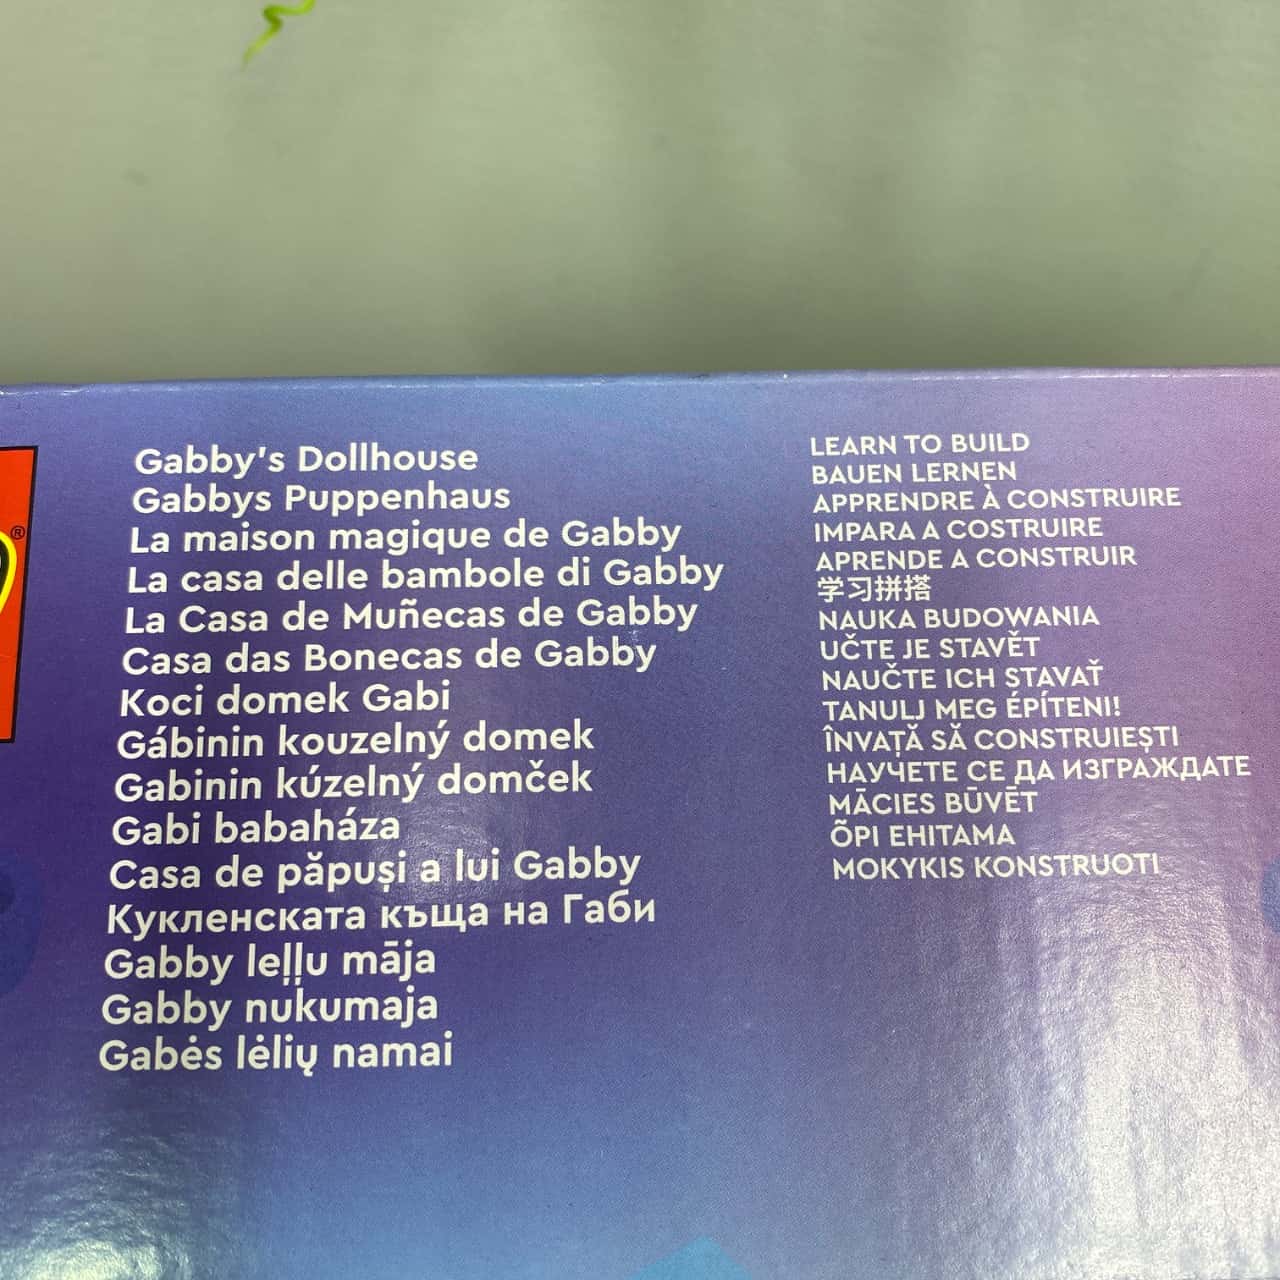 Gabby's Dollhouse
Gabbys Puppenhaus
La maison magique de Gabby
La casa delle bambole di Gabby
La Casa de Muñecas de Gabby
Casa das Bonecas de Gabby
Koci domek Gabi
Gábinin kouzelný domek
Gabinin kúzelný domček
Gabi babaháza
Casa de păpuși a lui Gabby
Кукленската къща на Габи
Gabby leļļu māja
Gabby nukumaja
Gabės lėlių namai
LEARN TO BUILD
BAUEN LERNEN
APPRENDRE À CONSTRUIRE
IMPARA A COSTRUIRE
APRENDE A CONSTRUIR
学习拼搭
NAUKA BUDOWANIA
UČTE JE STAVĚT
NAUČTE ICH STAVAŤ
TANULJ MEG ÉPÍTENI!
ÎNVAȚĂ SĂ CONSTRUIEȘTI
НАУЧЕТЕ СЕ ДА ИЗГРАЖДАТЕ
MĀCIES BŪVĒT
ÕPI EHITAMA
MOKYKIS KONSTRUOTI
®